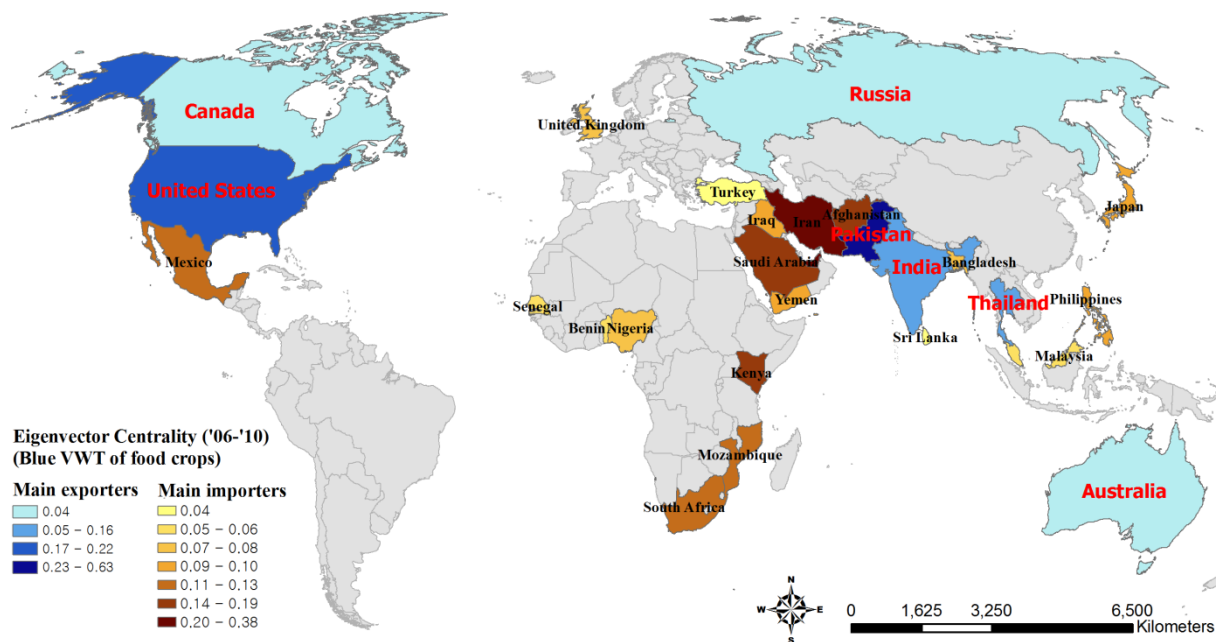 Canada
United States
Mexico
Russia
United Kingdom
Turkey
Iraq
Iran
Afghanistan
Pakistan
Saudi Arabia
Yemen
India
Bangladesh
Japan
Thailand
Philippines
Sri Lanka
Malaysia
Senegal
Benin
Nigeria
Kenya
Mozambique
South Africa
Australia
Eigenvector Centrality ('06-'10)
(Blue VWT of food crops)
Main exporters
0.04
0.05 - 0.16
0.17 - 0.22
0.23 - 0.63
Main importers
0.04
0.05 - 0.06
0.07 - 0.08
0.09 - 0.10
0.11 - 0.13
0.14 - 0.19
0.20 - 0.38
N
W E
S
0 1,625 3,250 6,500
Kilometers